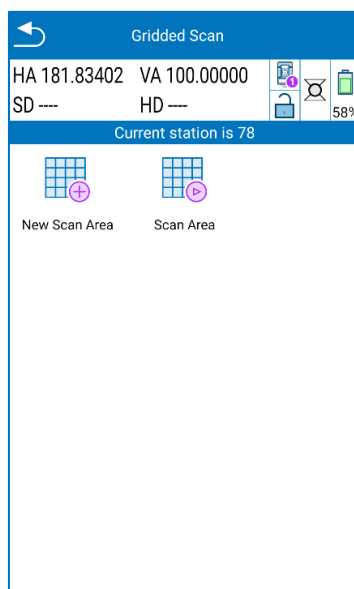 Gridded Scan
HA 181.83402 VA 100.00000
SD ---- HD ----
1
58%
Current station is 78
New Scan Area Scan Area